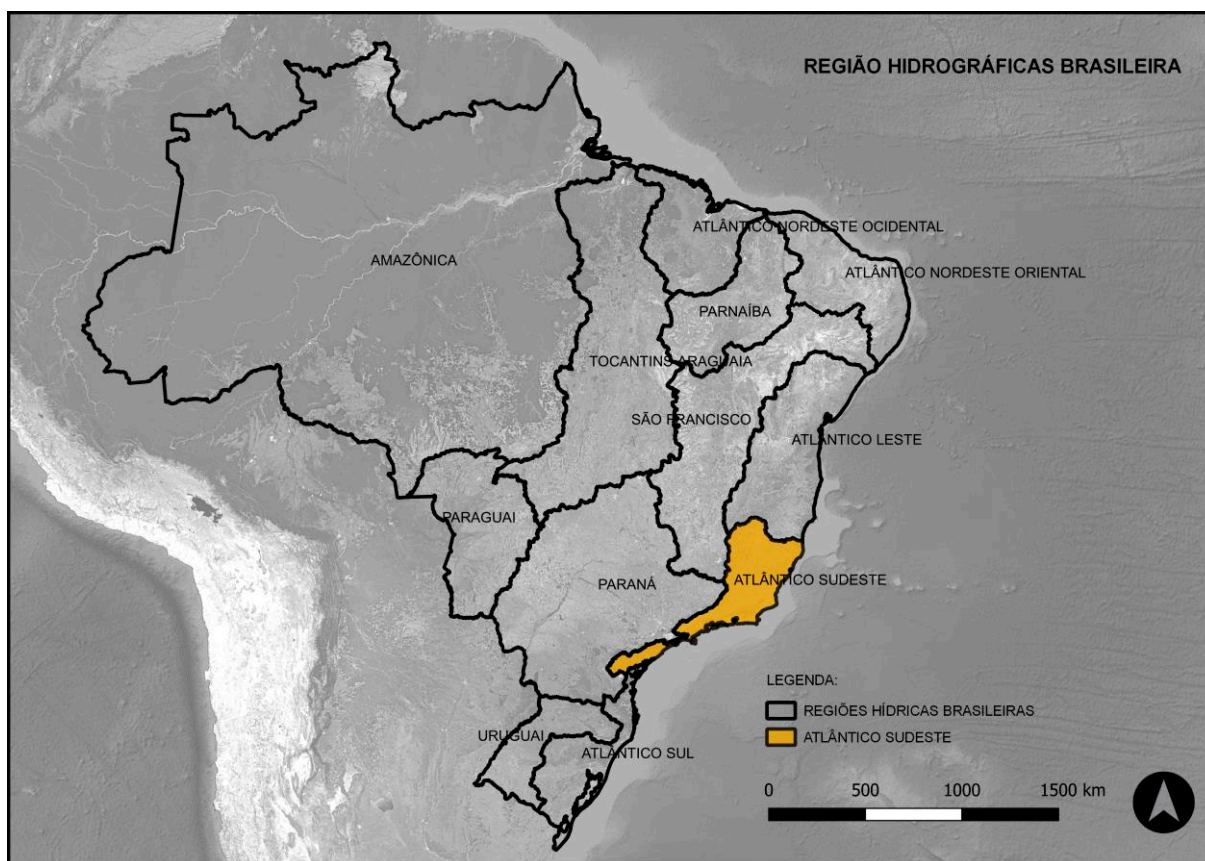 REGIÃO HIDROGRÁFICAS BRASILEIRA
ATLÂNTICO NORDESTE OCIDENTAL
AMAZÔNICA
ATLÂNTICO NORDESTE ORIENTAL
PARNAÍBA
TOCANTINS ARAGUAIA
SÃO FRANCISCO
ATLÂNTICO LESTE
PARAGUAI
PARANÁ
ATLÂNTICO SUDESTE
URUGUAI
ATLÂNTICO SUL
LEGENDA:
REGIÕES HÍDRICAS BRASILEIRAS
ATLÂNTICO SUDESTE
0 500 1000 1500 km